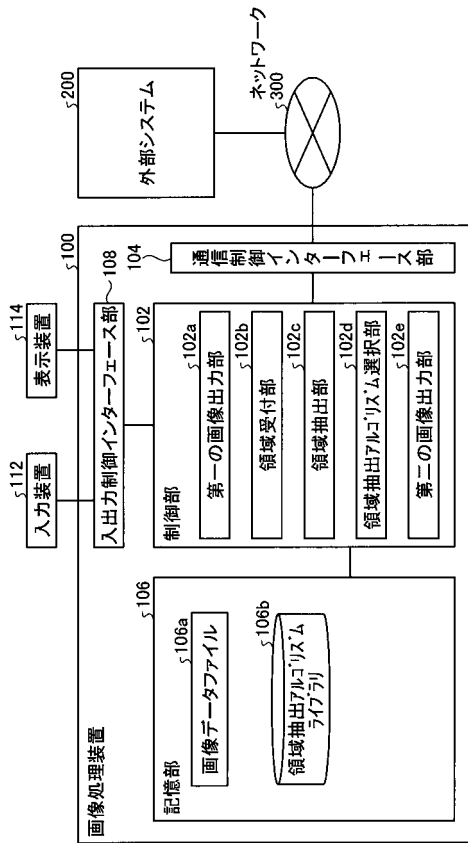 112
入力装置
114
表示装置
100
画像処理装置
108
入出力制御インターフェース部
106
記憶部
106a
画像データファイル
106b
領域抽出アルゴリズム
ライブラリ
102
制御部
102a
第一の画像出力部
102b
領域受付部
102c
領域抽出部
102d
領域抽出アルゴリズム選択部
102e
第二の画像出力部
104
通信制御インターフェース部
200
外部システム
ネットワーク
300